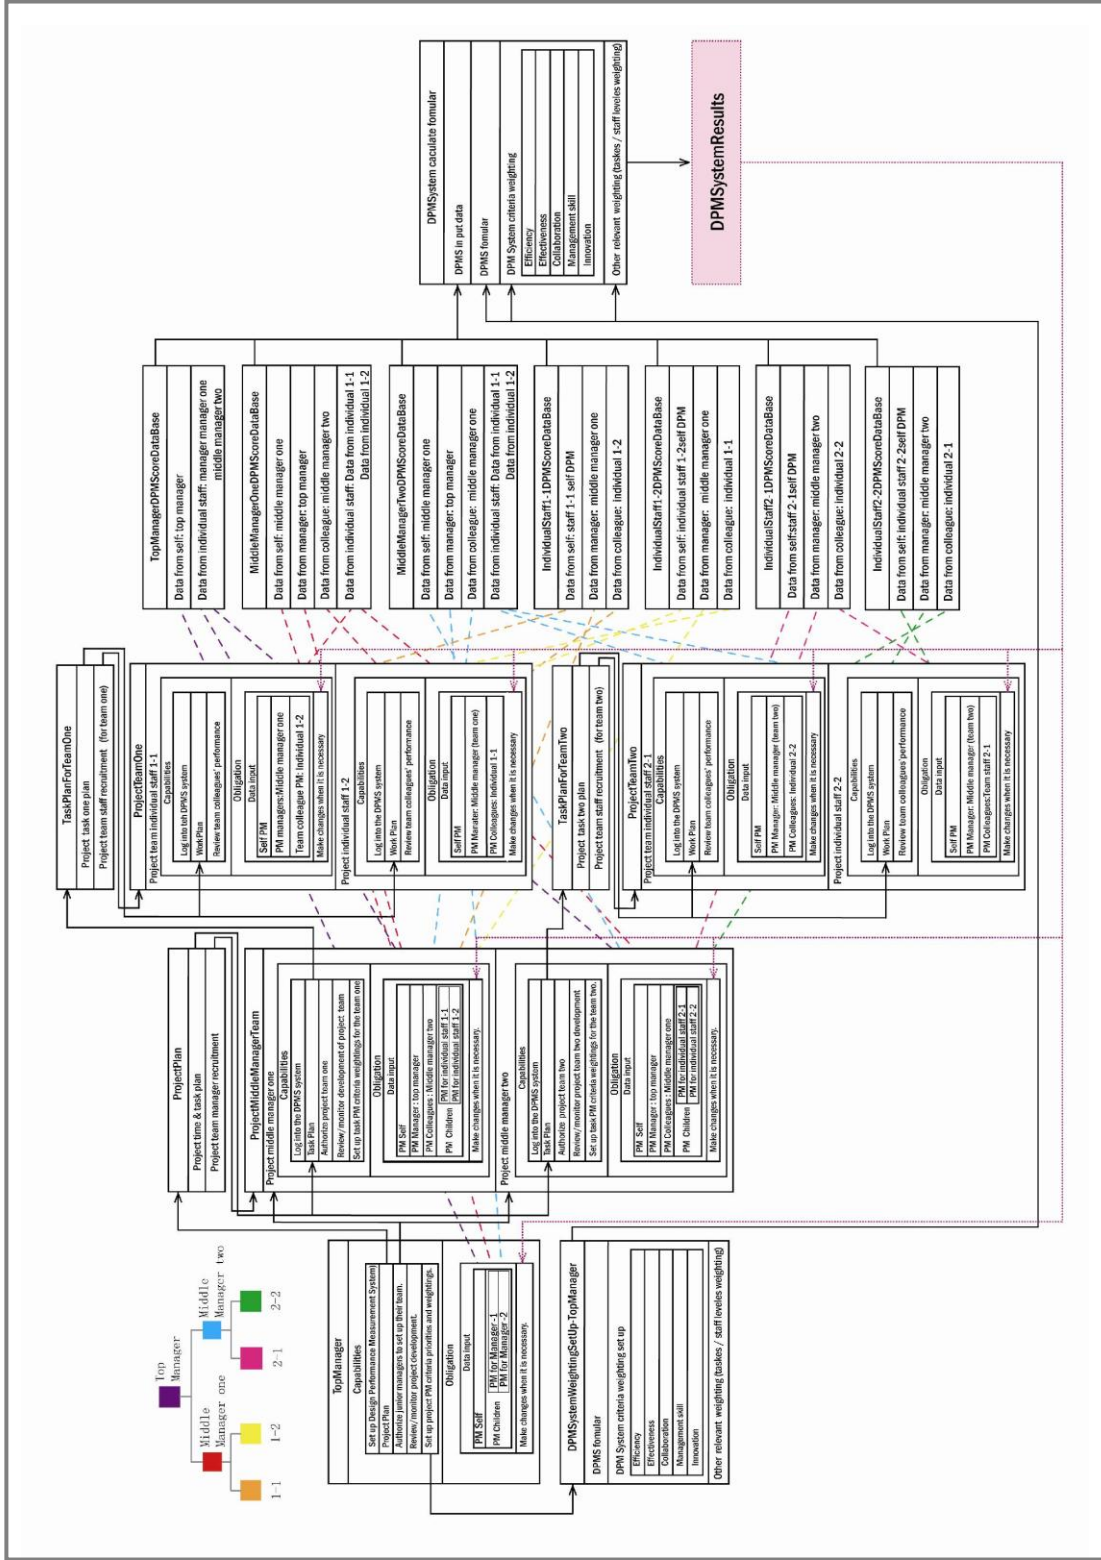 Top
Manager
Middle
Manager one
Middle
Manager two
1-1
1-2
2-1
2-2
TopManager
Capabilities
Set up Design Performance Measurement System)
Project Plan
Authorize junior managers to set up their team.
Review/monitor project development.
Set up project PM criteria priorities and weightings.
Obligation
Data input
PM Self
PM Children
PM for Manager -1
PM for Manager -2
Make changes when it is necessary.
DPMSystemWeightingSetUp-TopManager
DPMS fomular
DPM System criteria weighting set up
Efficiency
Effectiveness
Collaboration
Management skill
Innovation
Other relevant weighting (taskes / staff leveles weighting)
ProjectPlan
Project time & task plan
Project team manager recruitment
ProjectMiddleManagerTeam
Project middle manager one
Capabilities
Log into the DPMS system
Task Plan
Authorize project team one
Review/monitor development of project team
Set up task PM criteria weightings for the team one
Obligation
Data input
PM Self
PM Manager : top manager
PM Colleagues : Middle manager two
PM Children
PM for individual staff 1-1
PM for individual staff 1-2
Make changes when it is necessary.
Project middle manager two
Capabilities
Log into the DPMS system
Task Plan
Authorize project team two
Review/monitor project team two development
Set up task PM criteria weightings for the team two.
Obligation
Data input
PM Self
PM Manager : top manager
PM Colleagues : Middle manager one
PM Children
PM for individual staff 2-1
PM for individual staff 2-2
Make changes when it is necessary.
TaskPlanForTeamOne
Project task one plan
Project team staff recruitment (for team one)
ProjectTeamOne
Project team individual staff 1-1
Capabilities
Log into teh DPMS system
Work Plan
Review team colleagues' performance
Obligation
Data input
Self PM
PM managers:Middle manager one
Team colleague PM: Individual 1-2
Make changes when it is necessary
Project individual staff 1-2
Capabilities
Log into the DPMS system
Work Plan
Review team colleues' performance
Obligation
Data input
Self PM
PM Manater: Middle manager (team one)
PM Colleagues: Individual 1-1
Make changes when it is necessary
TaskPlanForTeamTwo
Project task two plan
Project team staff recruitment (for team two)
ProjectTeamTwo
Project team individual staff 2-1
Capabilities
Log into the DPMS system
Work Plan
Review team colleagues' performance
Obligation
Data input
Self PM
PM Manager: Middle manager (team two)
PM Colleagues: Individual 2-2
Make changes when it is necessary
Project individual staff 2-2
Capabilities
Log into the DPMS system
Work Plan
Review team colleagues' performance
Obligation
Data input
Self PM
PM Manager: Middle manager (team two)
PM Colleagues:Team staff 2-1
Make changes when it is necessary
TopManagerDPMScoreDataBase
Data from self: top manager
Data from individual staff: manager manager one
middle manager two
MiddleManagerOneDPMScoreDataBase
Data from self: middle manager one
Data from manager: top manager
Data from colleague: middle manager two
Data from individual staff: Data from individual 1-1
Data from individual 1-2
MiddleManagerTwoDPMScoreDataBase
Data from self: middle manager one
Data from manager: top manager
Data from colleague: middle manager one
Data from individual staff: Data from individual 1-1
Data from individual 1-2
IndividualStaff1-1DPMScoreDataBase
Data from self: staff 1-1 self DPM
Data from manager: middle manager one
Data from colleague: individual 1-2
IndividualStaff1-2DPMScoreDataBase
Data from self: individual staff 1-2self DPM
Data from manager: middle manager one
Data from colleague: individual 1-1
IndividualStaff2-1DPMScoreDataBase
Data from self:staff 2-1self DPM
Data from manager: middle manager two
Data from colleague: individual 2-2
IndividualStaff2-2DPMScoreDataBase
Data from self: individual staff 2-2self DPM
Data from manager: middle manager two
Data from colleague: individual 2-1
DPMSystem caculate fomular
DPMS in put data
DPMS fomular
DPM System criteria weighting
Efficiency
Effectiveness
Collaboration
Management skill
Innovation
Other relevant weighting (taskes / staff leveles weighting)
DPMSystemResults